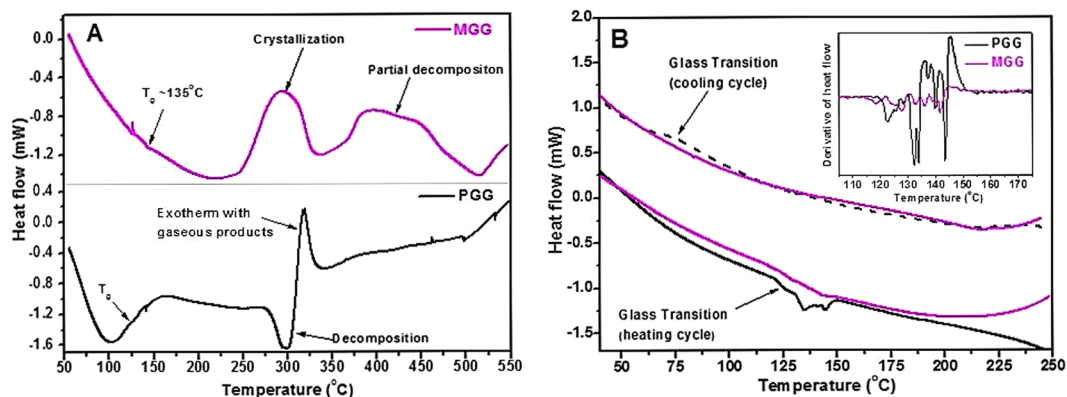 A
MGG
Crystallization
Partial decompositon
Tg ~135°C
0.0
-0.4
-0.8
-1.2
Heat flow (mW)
0.4
0.0
-0.4
-0.8
-1.2
-1.6
PGG
Exotherm with
gaseous products
Tg
Decomposition
50 100 150 200 250 300 350 400 450 500 550
Temperature (°C)
B
2.0
1.5
1.0
0.5
0.0
-0.5
-1.0
-1.5
Heat flow (mW)
Glass Transition
(cooling cycle)
PGG
MGG
Derivative of heat flow
105 120 130 140 150 165 175
Temperature (°C)
Glass Transition
(heating cycle)
50 75 100 125 150 175 200 225 250
Temperature (°C)